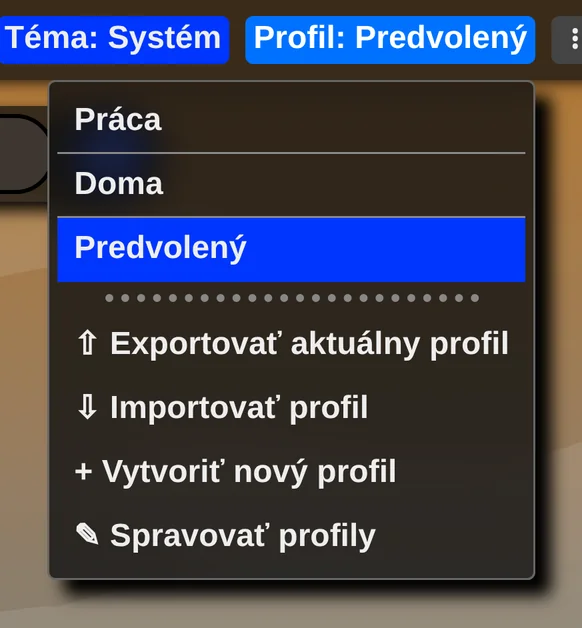 Téma: Systém Profil: Predvolený ⋮
Práca
Doma
Predvolený
⇧ Exportovať aktuálny profil
⇩ Importovať profil
+ Vytvoriť nový profil
✎ Spravovať profily